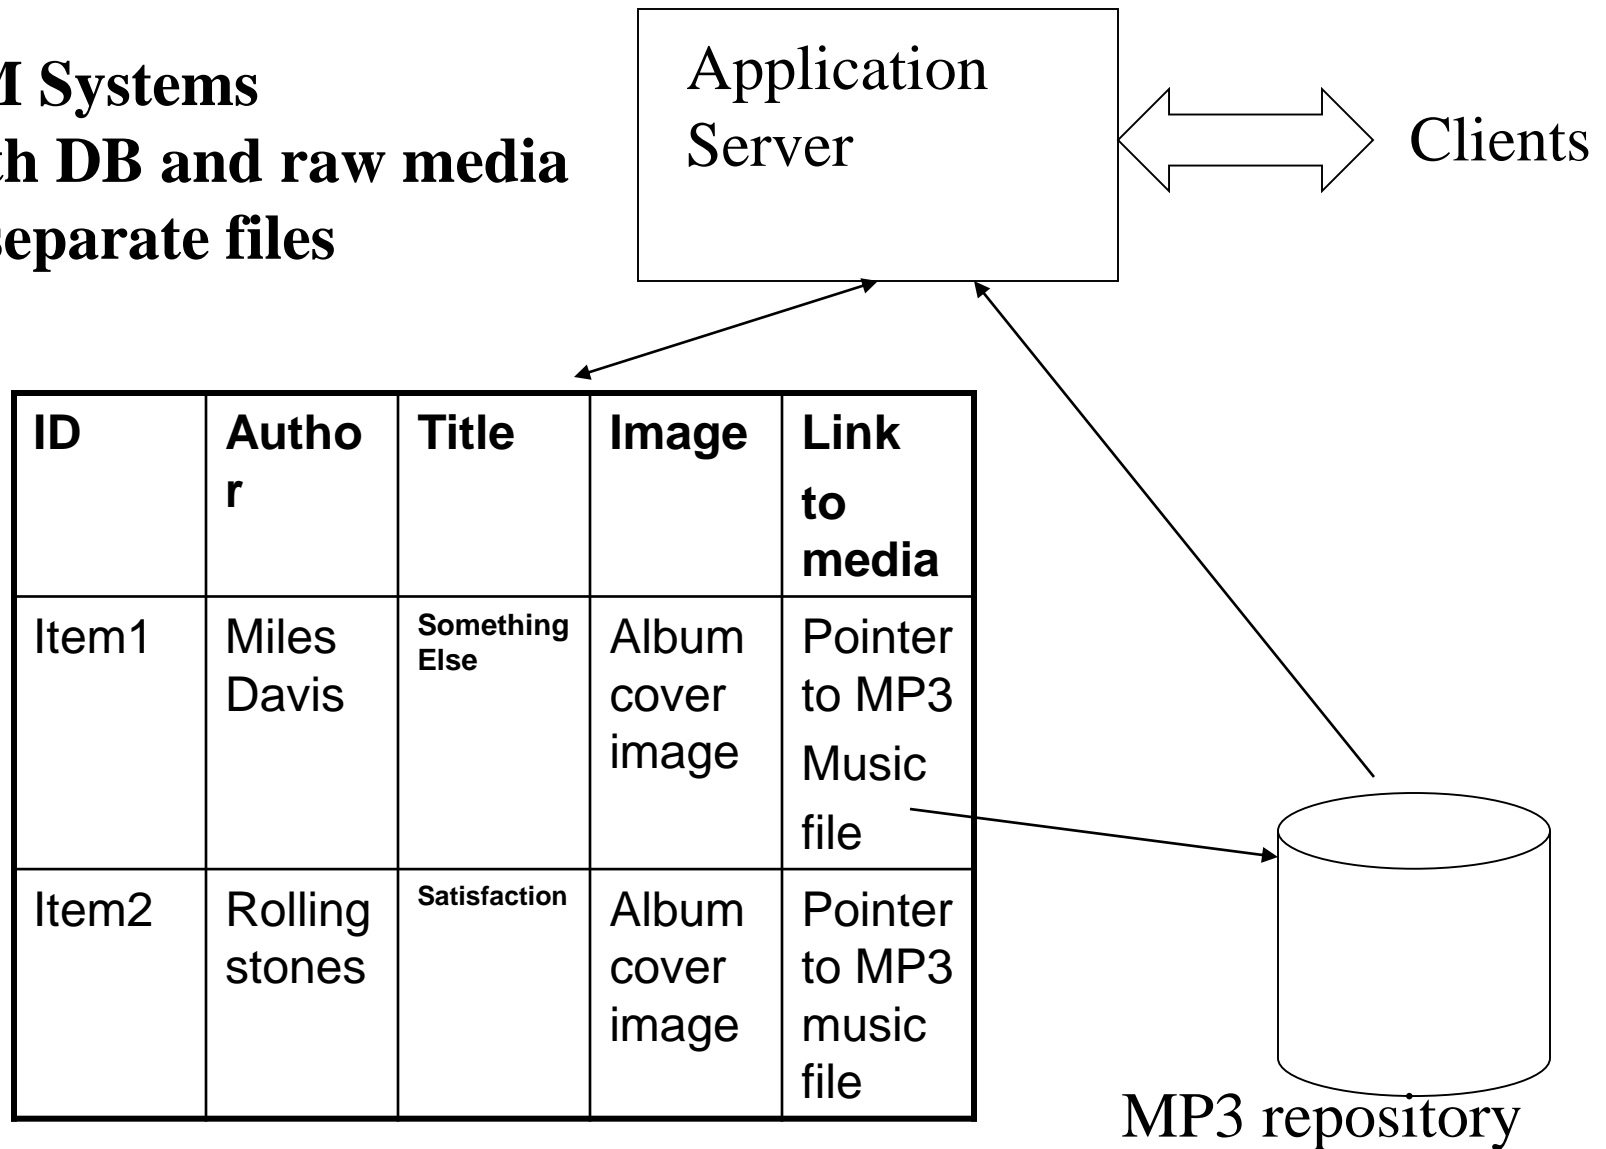 M Systems
th DB and raw media
separate files
Application
Server
Clients
ID
Autho
r
Title
Image
Link
to
media
Item1
Miles
Davis
Something
Else
Album
cover
image
Pointer
to MP3
Music
file
Item2
Rolling
stones
Satisfaction
Album
cover
image
Pointer
to MP3
music
file
MP3 repository